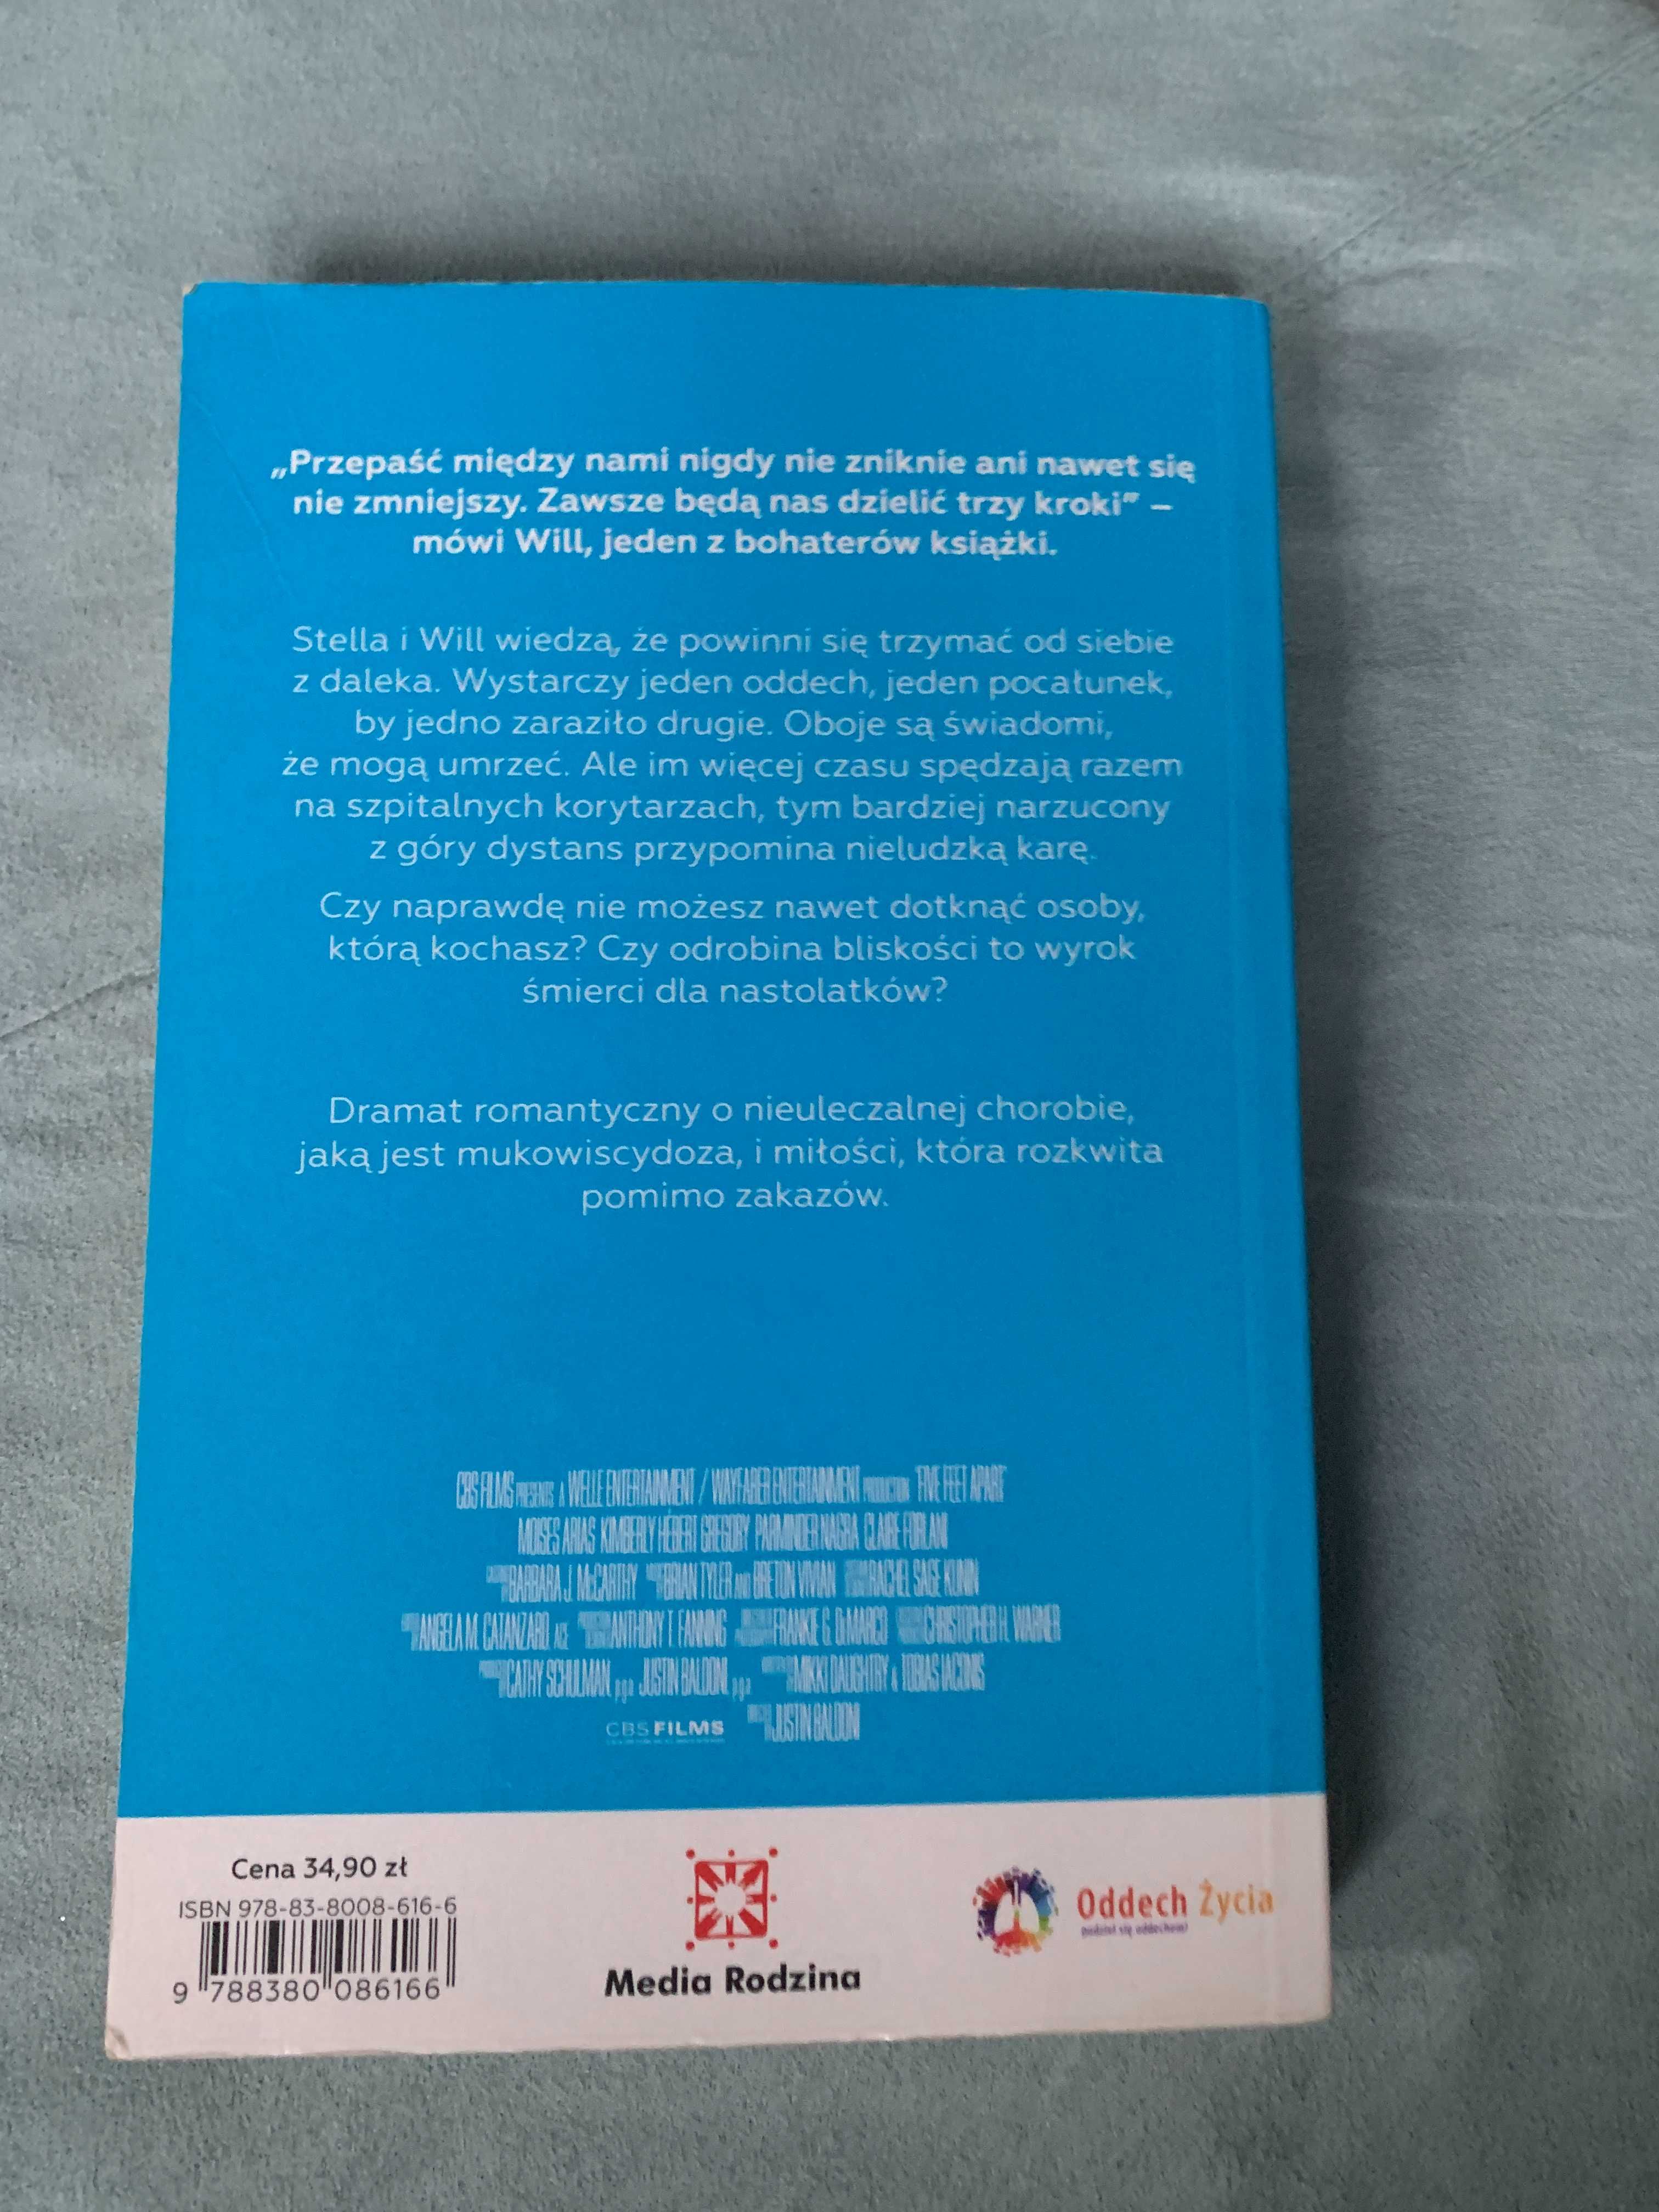 „Przepaść między nami nigdy nie zniknie ani nawet się
nie zmniejszy. Zawsze będą nas dzielić trzy kroki” –
mówi Will, jeden z bohaterów książki.
Stella i Will wiedzą, że powinni się trzymać od siebie
z daleka. Wystarczy jeden oddech, jeden pocałunek,
by jedno zaraziło drugie. Oboje są świadomi,
że mogą umrzeć. Ale im więcej czasu spędzają razem
na szpitalnych korytarzach, tym bardziej narzucony
z góry dystans przypomina nieludzką karę.
Czy naprawdę nie możesz nawet dotknąć osoby,
którą kochasz? Czy odrobina bliskości to wyrok
śmierci dla nastolatków?
Dramat romantyczny o nieuleczalnej chorobie,
jaką jest mukowiscydoza, i miłości, która rozkwita
pomimo zakazów.
CBS FILMS PRESENTS A WELLE ENTERTAINMENT / WAYFARER ENTERTAINMENT PRODUCTION "FIVE FEET APART"
MOISES ARIAS KIMBERLY HÉBERT GREGORY PARMINDER NAGRA CLAIRE FORLANI
BARBARA J. McCARTHY BRIAN TYLER AND BRETON VIVIAN RACHEL SAGE KUNIN
ANGELA M. CATANZARO ACE ANTHONY T. FANNING FRANKIE G. DeMARCO CHRISTOPHER H. WARNER
CATHY SCHULMAN p.g.a. JUSTIN BALDONI p.g.a. MIKKI DAUGHTRY & TOBIAS IACONIS
CBS FILMS JUSTIN BALDONI
Cena 34,90 zł
ISBN 978-83-8008-616-6
9 788380 086166
Media Rodzina
Oddech Życia
podziel się oddechem!